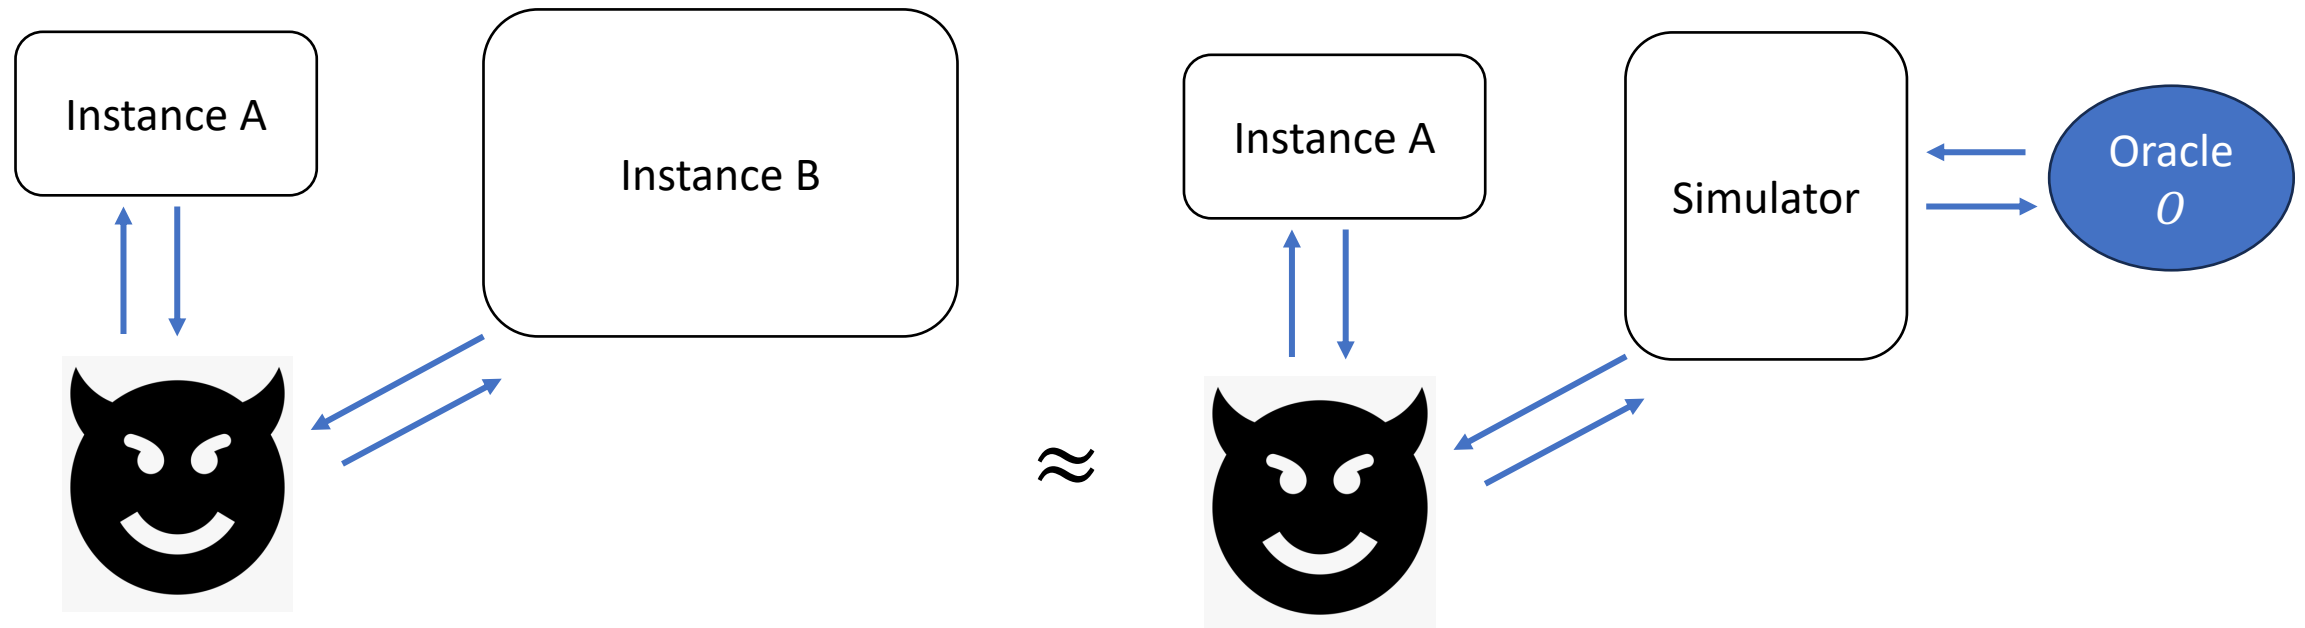 Instance A
Instance B
≈
Instance A
Simulator
Oracle
O